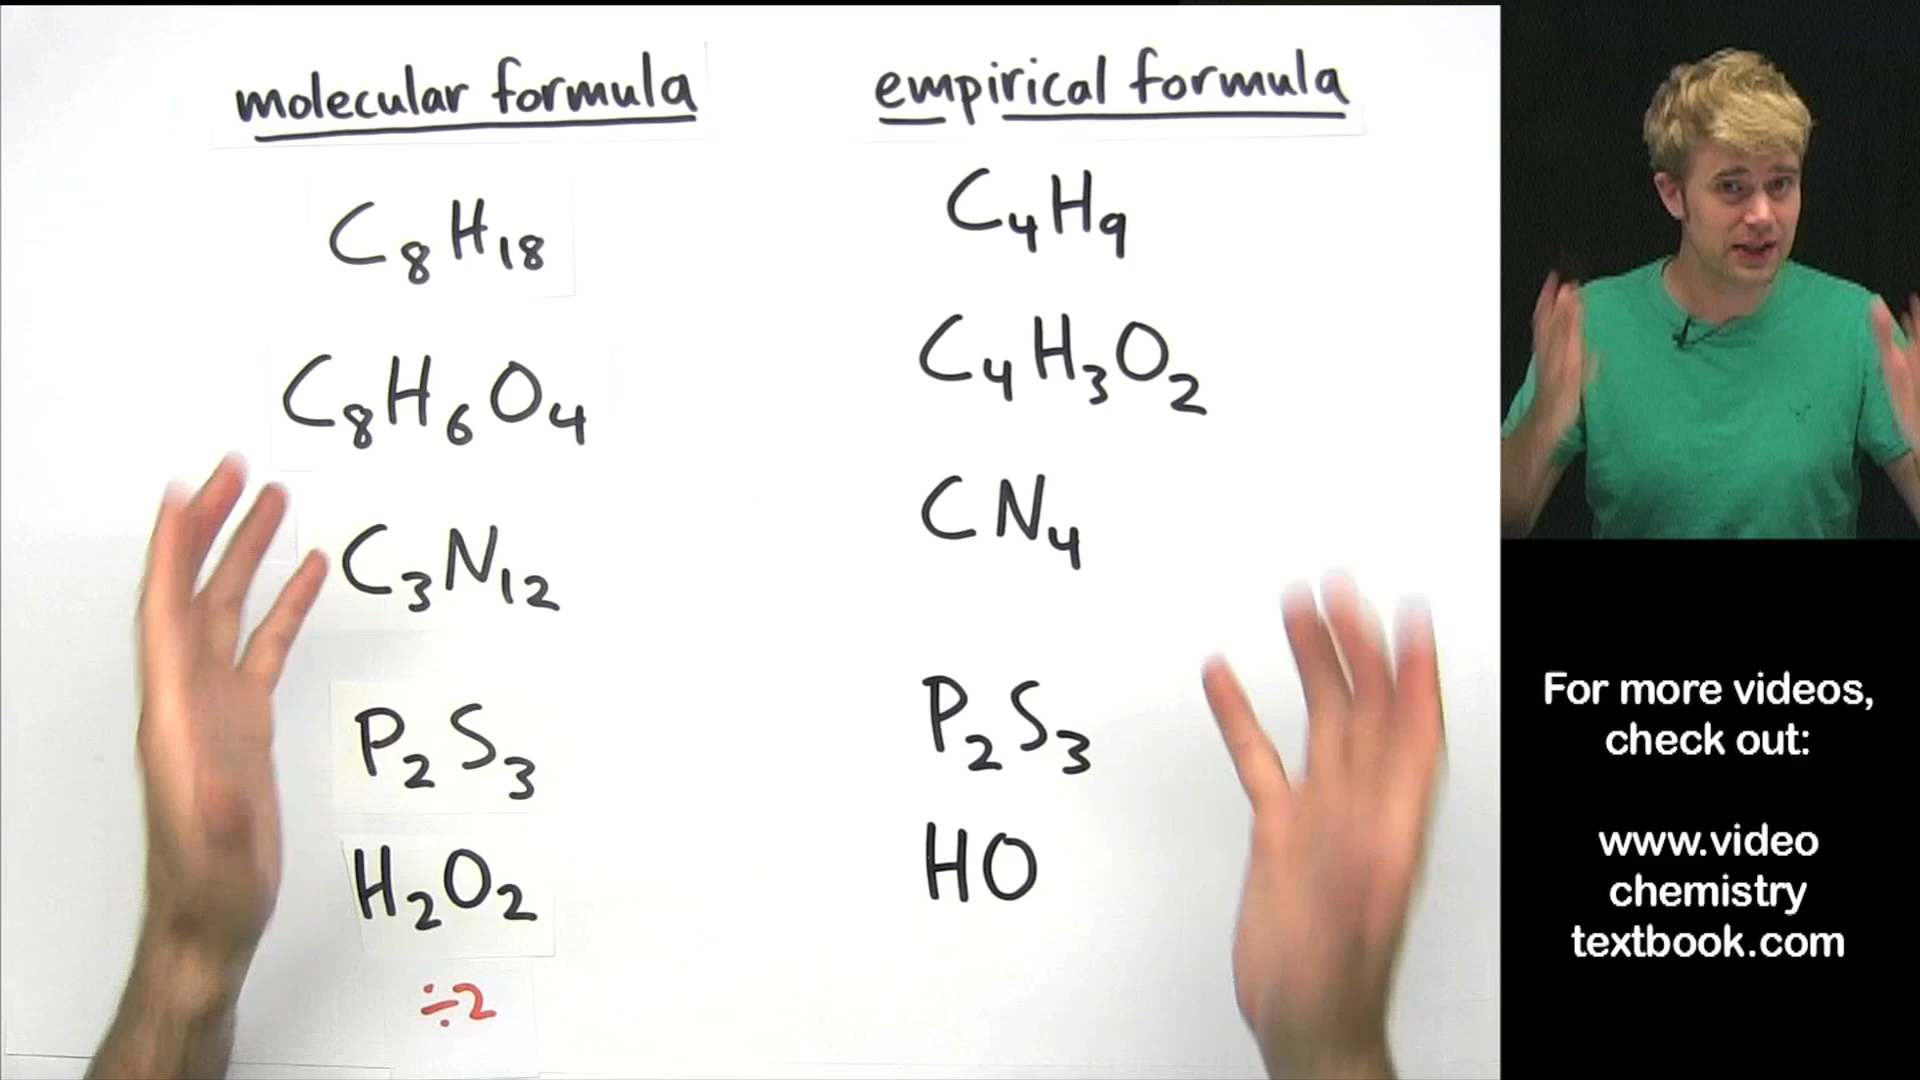 molecular formula
empirical formula
C₈H₁₈
C₄H₉
C₈H₆O₄
C₄H₃O₂
C₃N₁₂
CN₄
P₂S₃
P₂S₃
H₂O₂
HO
÷2
For more videos,
check out:
www.video
chemistry
textbook.com